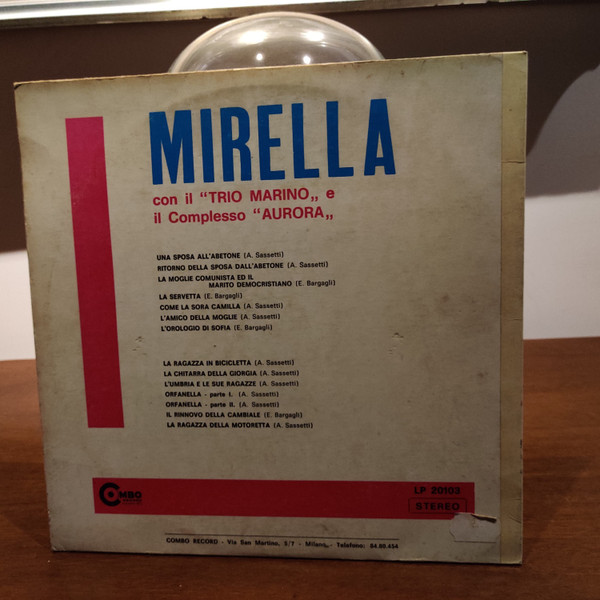 MIRELLA
con il "TRIO MARINO„ e
il Complesso "AURORA„
UNA SPOSA ALL'ABETONE (A. Sassetti)
RITORNO DELLA SPOSA DALL'ABETONE (A. Sassetti)
LA MOGLIE COMUNISTA ED IL
MARITO DEMOCRISTIANO (E. Bargagli)
LA SERVETTA (E. Bargagli)
COME LA SORA CAMILLA (A. Sassetti)
L'AMICO DELLA MOGLIE (A. Sassetti)
L'OROLOGIO DI SOFIA (E. Bargagli)
LA RAGAZZA IN BICICLETTA (A. Sassetti)
LA CHITARRA DELLA GIORGIA (A. Sassetti)
L'UMBRIA E LE SUE RAGAZZE (A. Sassetti)
ORFANELLA - parte I. (A. Sassetti)
ORFANELLA - parte II. (A. Sassetti)
IL RINNOVO DELLA CAMBIALE (E. Bargagli)
LA RAGAZZA DELLA MOTORETTA (A. Sassetti)
COMBO
LP 20103
STEREO
COMBO RECORD - Via San Martino, 5/7 - Milano - Telefono: 84.88.454